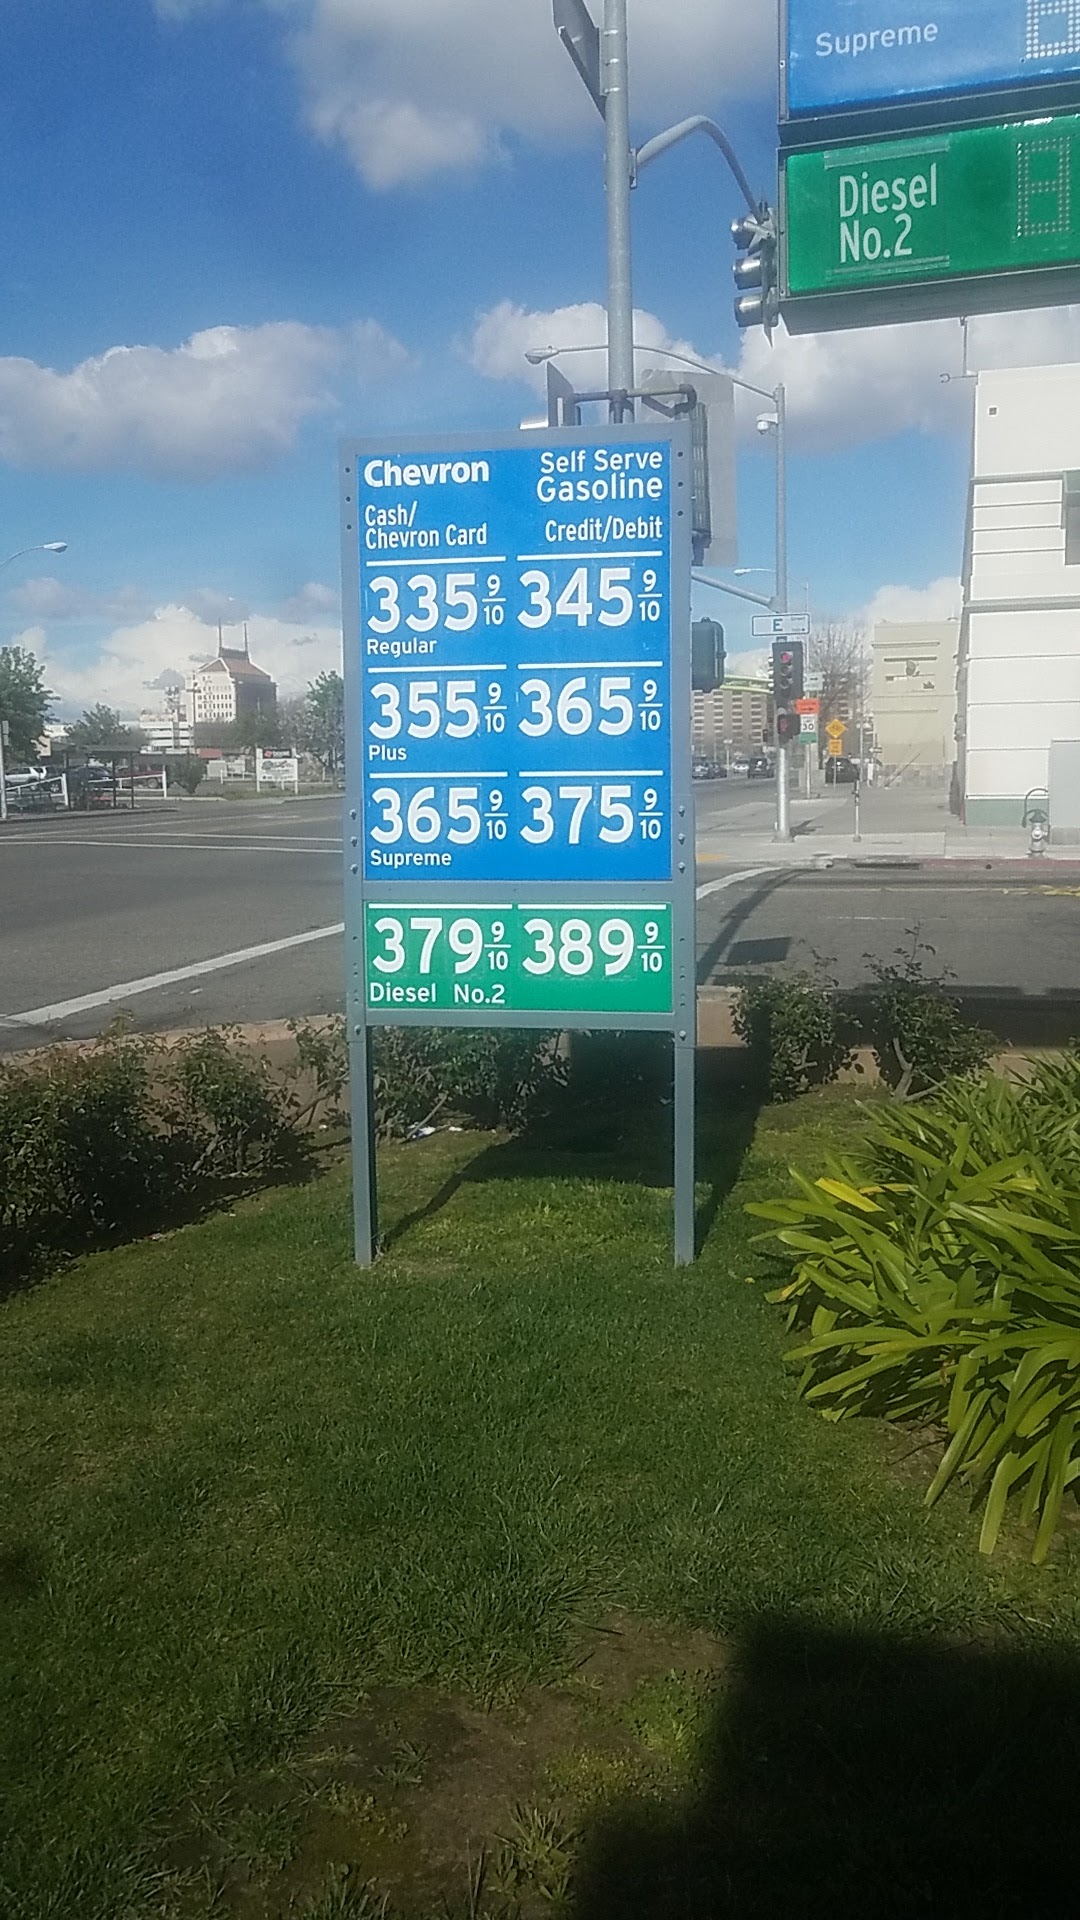 Supreme
Diesel
No.2
Chevron
Self Serve
Gasoline
Cash/
Chevron Card
Credit/Debit
335 9/10 345 9/10
Regular
355 9/10 365 9/10
Plus
365 9/10 375 9/10
Supreme
379 9/10 389 9/10
Diesel No.2
E